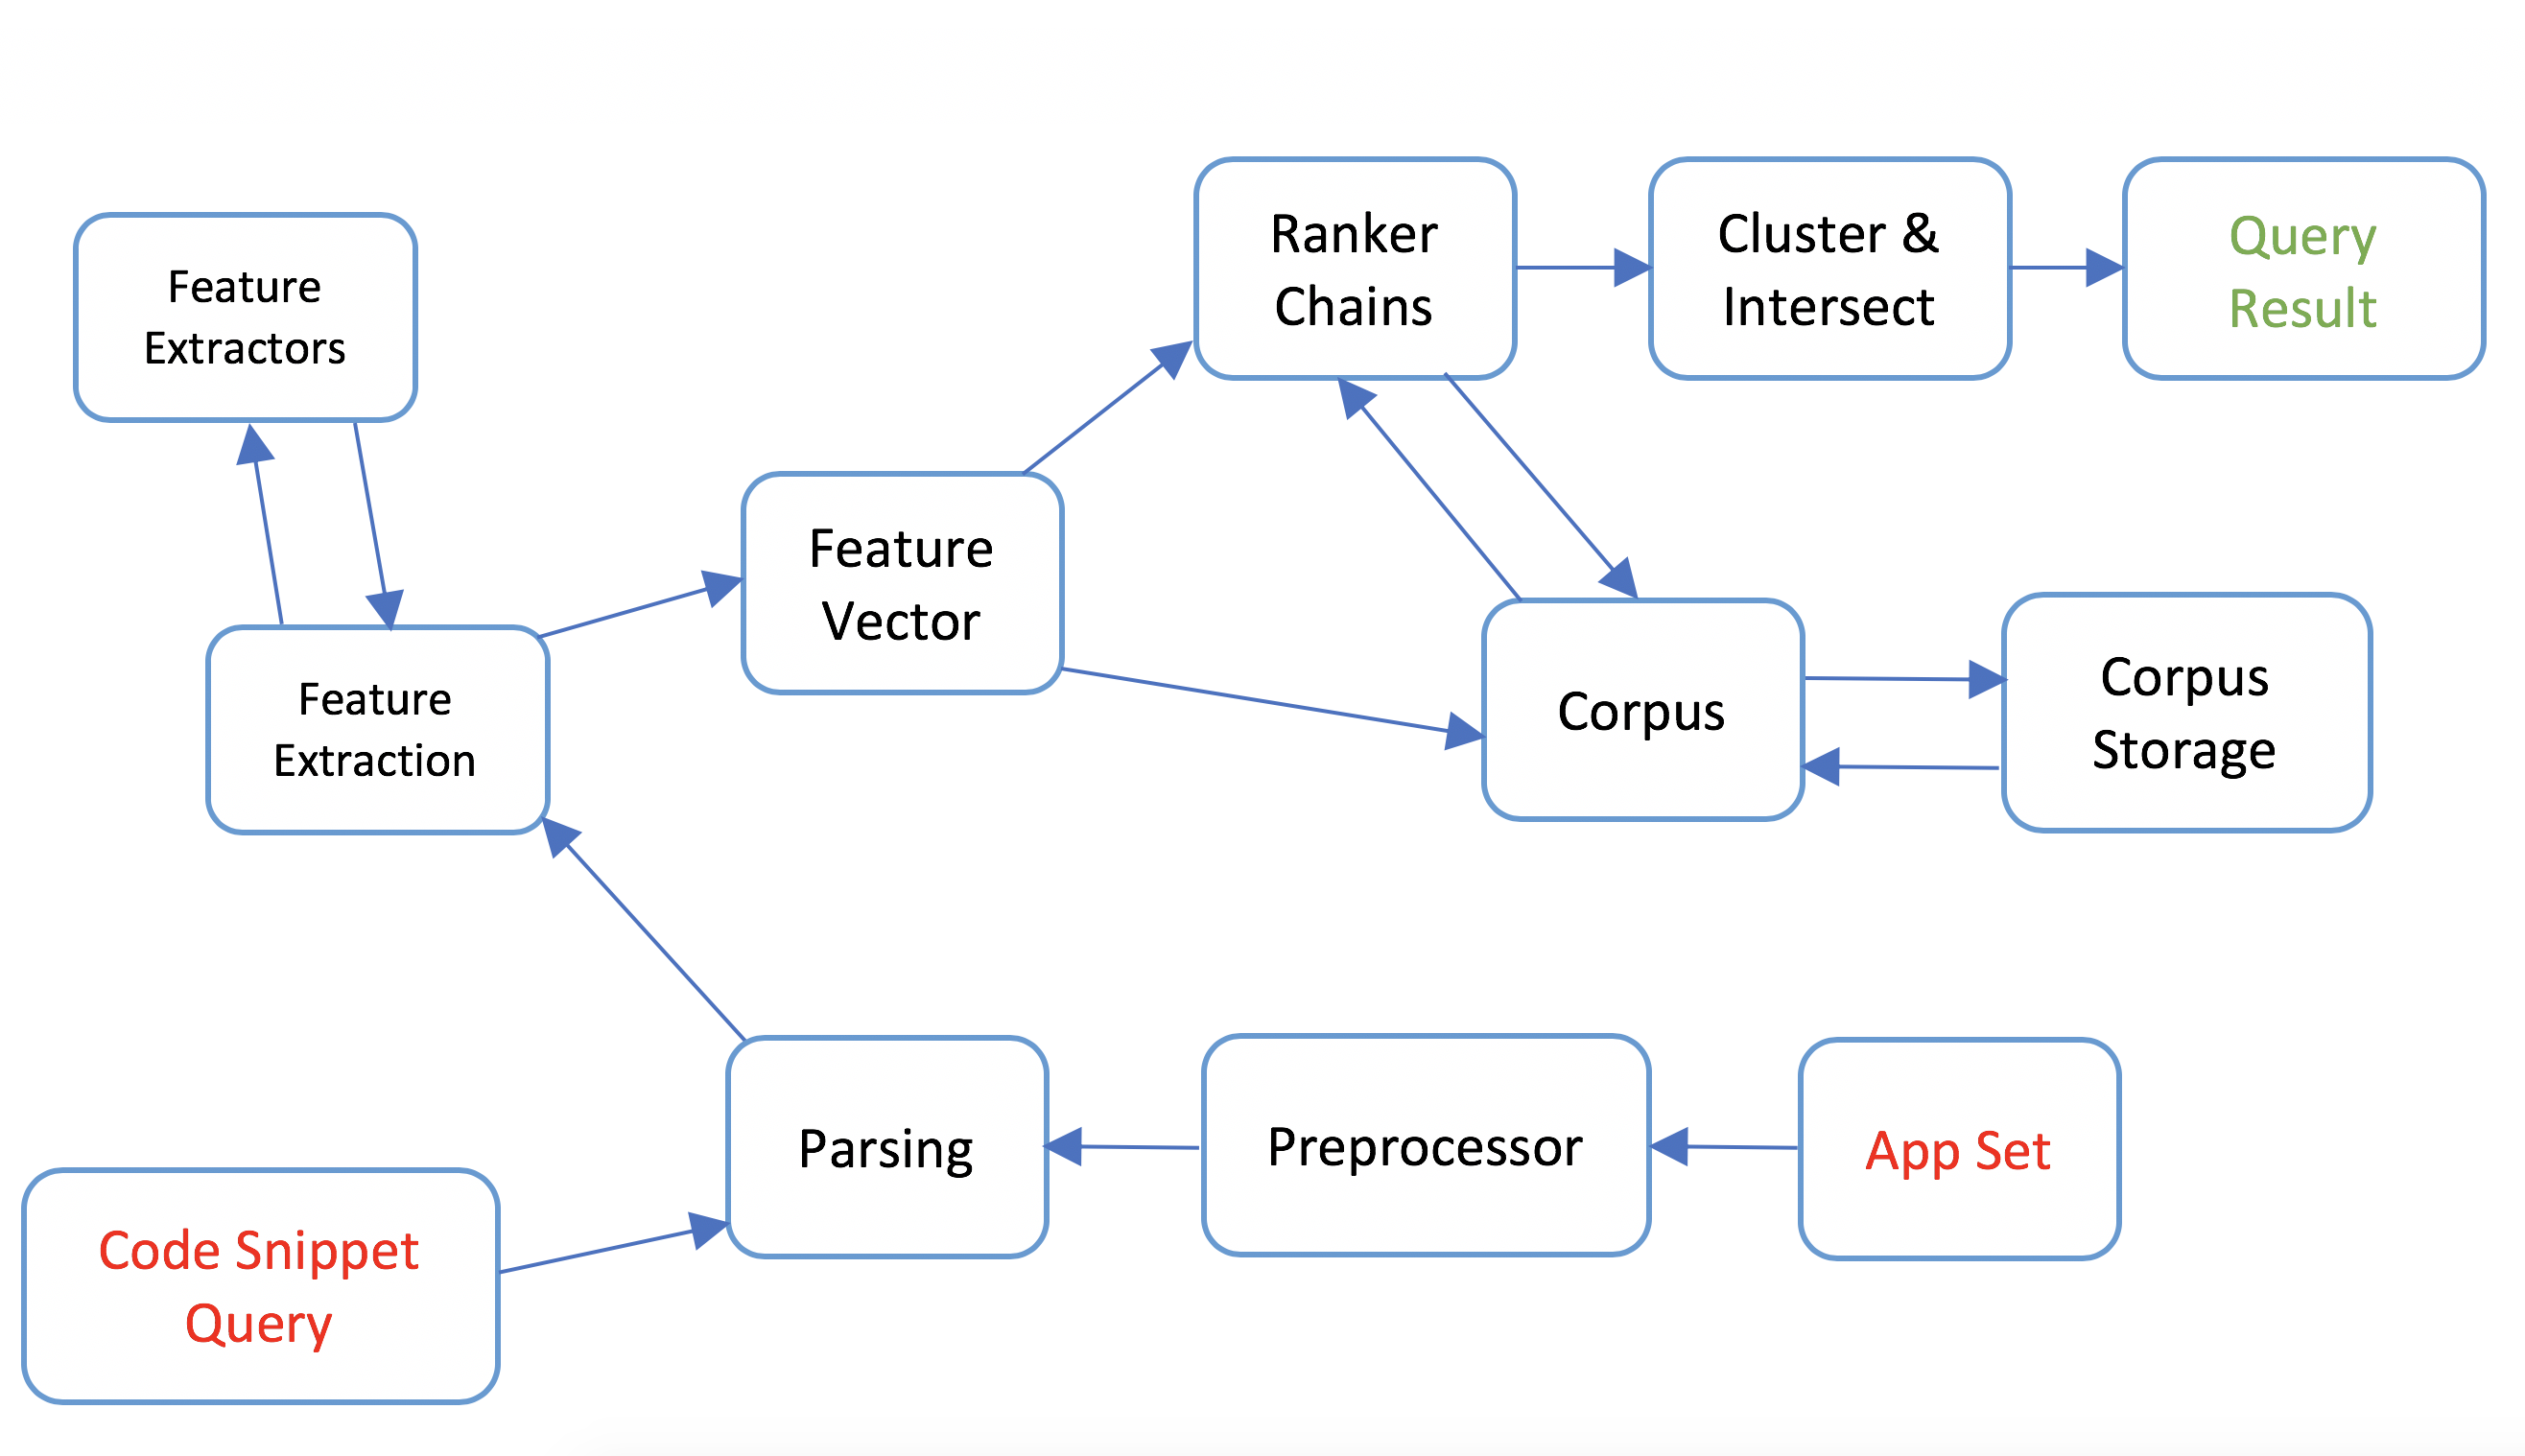 Ranker
Chains
Cluster &
Intersect
Query
Result
Feature
Extractors
Feature
Vector
Feature
Extraction
Corpus
Corpus
Storage
Parsing
Preprocessor
App Set
Code Snippet
Query